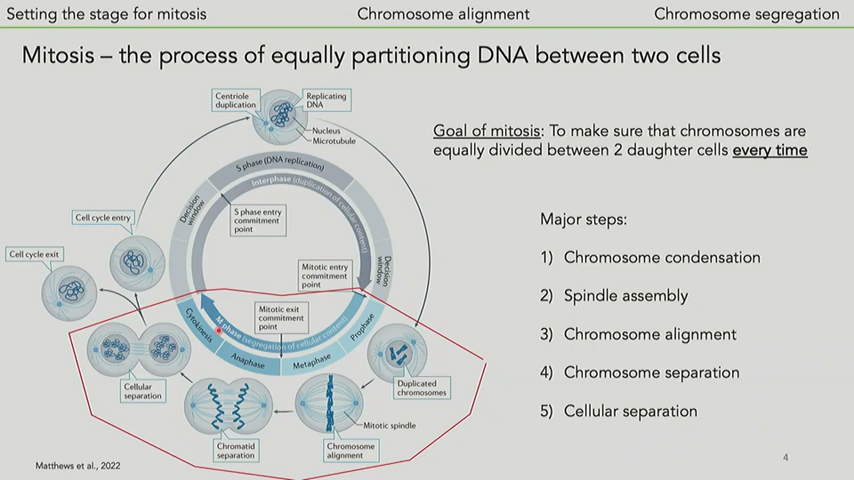 Setting the stage for mitosis
Chromosome alignment
Chromosome segregation
Mitosis – the process of equally partitioning DNA between two cells
Centriole
duplication
Replicating
DNA
Nucleus
Microtubule
S phase (DNA replication)
Interphase (duplication of cellular content)
Decision
window
S phase entry
commitment
point
Cell cycle entry
Cell cycle exit
Mitotic entry
commitment
point
Decision
window
Mitotic exit
commitment
point
M phase (segregation of cellular content)
Cytokinesis
Anaphase
Metaphase
Prophase
Cellular
separation
Duplicated
chromosomes
Mitotic spindle
Chromatid
separation
Chromosome
alignment
Goal of mitosis: To make sure that chromosomes are
equally divided between 2 daughter cells every time
Major steps:
1) Chromosome condensation
2) Spindle assembly
3) Chromosome alignment
4) Chromosome separation
5) Cellular separation
Matthews et al., 2022
4